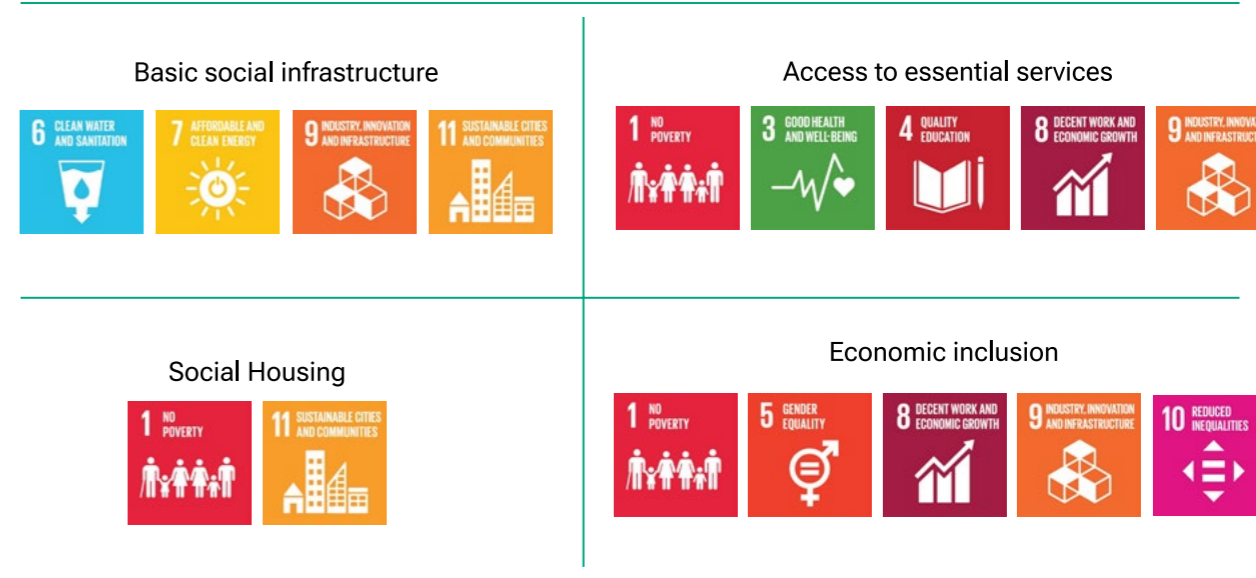 Basic social infrastructure
6 CLEAN WATER
AND SANITATION
7 AFFORDABLE AND
CLEAN ENERGY
9 INDUSTRY, INNOVATION
AND INFRASTRUCTURE
11 SUSTAINABLE CITIES
AND COMMUNITIES
Access to essential services
1 NO
POVERTY
3 GOOD HEALTH
AND WELL-BEING
4 QUALITY
EDUCATION
8 DECENT WORK AND
ECONOMIC GROWTH
9 INDUSTRY,
AND
Social Housing
1 NO
POVERTY
11 SUSTAINABLE CITIES
AND COMMUNITIES
Economic inclusion
1 NO
POVERTY
5 GENDER
EQUALITY
8 DECENT WORK AND
ECONOMIC GROWTH
9 INDUSTRY, INNOVATION
AND INFRASTRUCTURE
10 REDUCED
INEQUALITIES